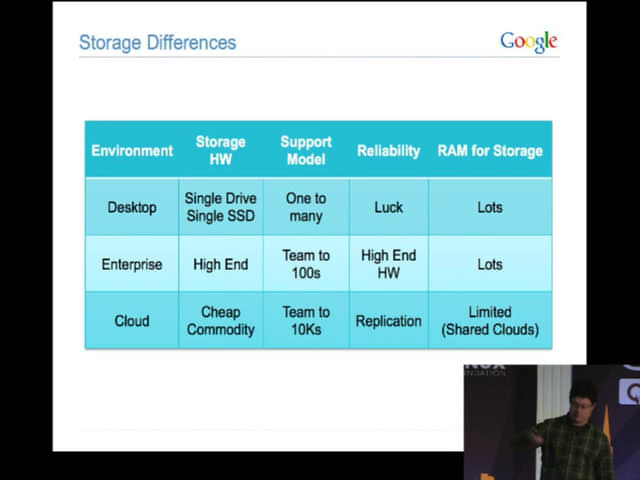 Storage Differences
Google
Environment
Storage
HW
Support
Model
Reliability
RAM for Storage
Desktop
Single Drive
Single SSD
One to
many
Luck
Lots
Enterprise
High End
Team to
100s
High End
HW
Lots
Cloud
Cheap
Commodity
Team to
10Ks
Replication
Limited
(Shared Clouds)